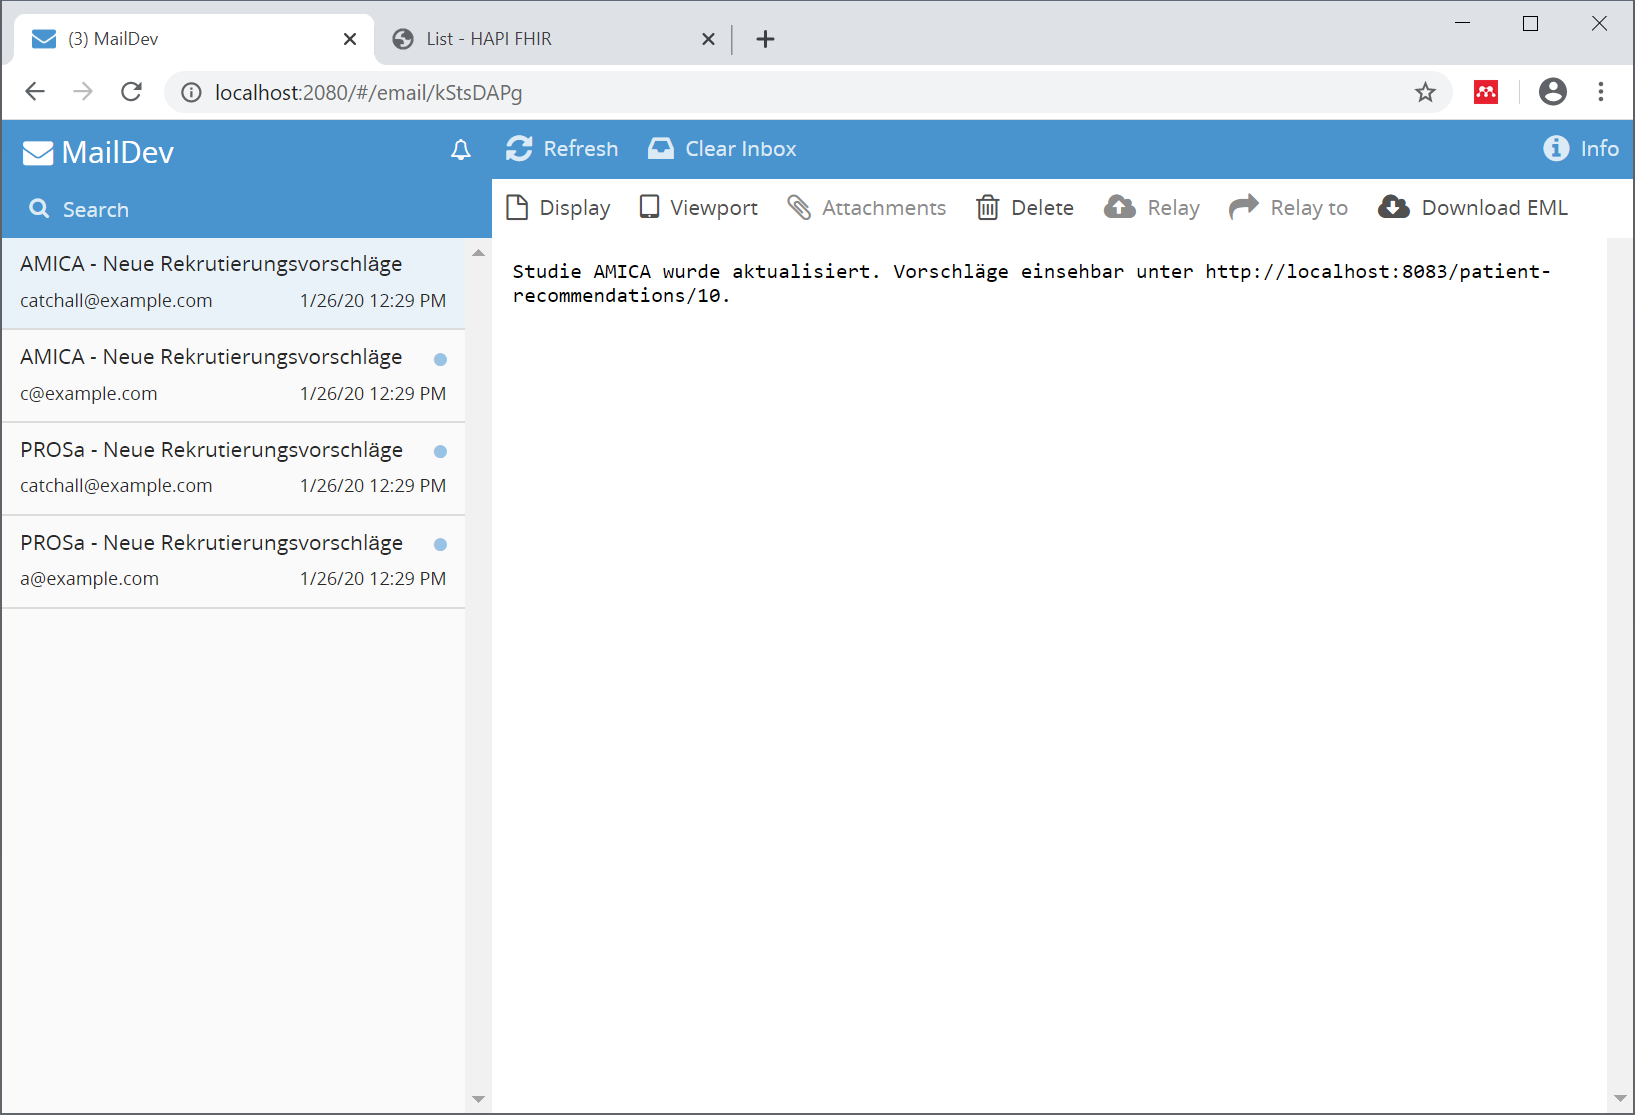 (3) MailDev
List - HAPI FHIR
localhost:2080/#/email/kStsDAPg
MailDev
Refresh
Clear Inbox
Info
Search
Display
Viewport
Attachments
Delete
Relay
Relay to
Download EML
AMICA - Neue Rekrutierungsvorschläge
catchall@example.com 1/26/20 12:29 PM
AMICA - Neue Rekrutierungsvorschläge
c@example.com 1/26/20 12:29 PM
PROSa - Neue Rekrutierungsvorschläge
catchall@example.com 1/26/20 12:29 PM
PROSa - Neue Rekrutierungsvorschläge
a@example.com 1/26/20 12:29 PM
Studie AMICA wurde aktualisiert. Vorschläge einsehbar unter http://localhost:8083/patient-
recommendations/10.